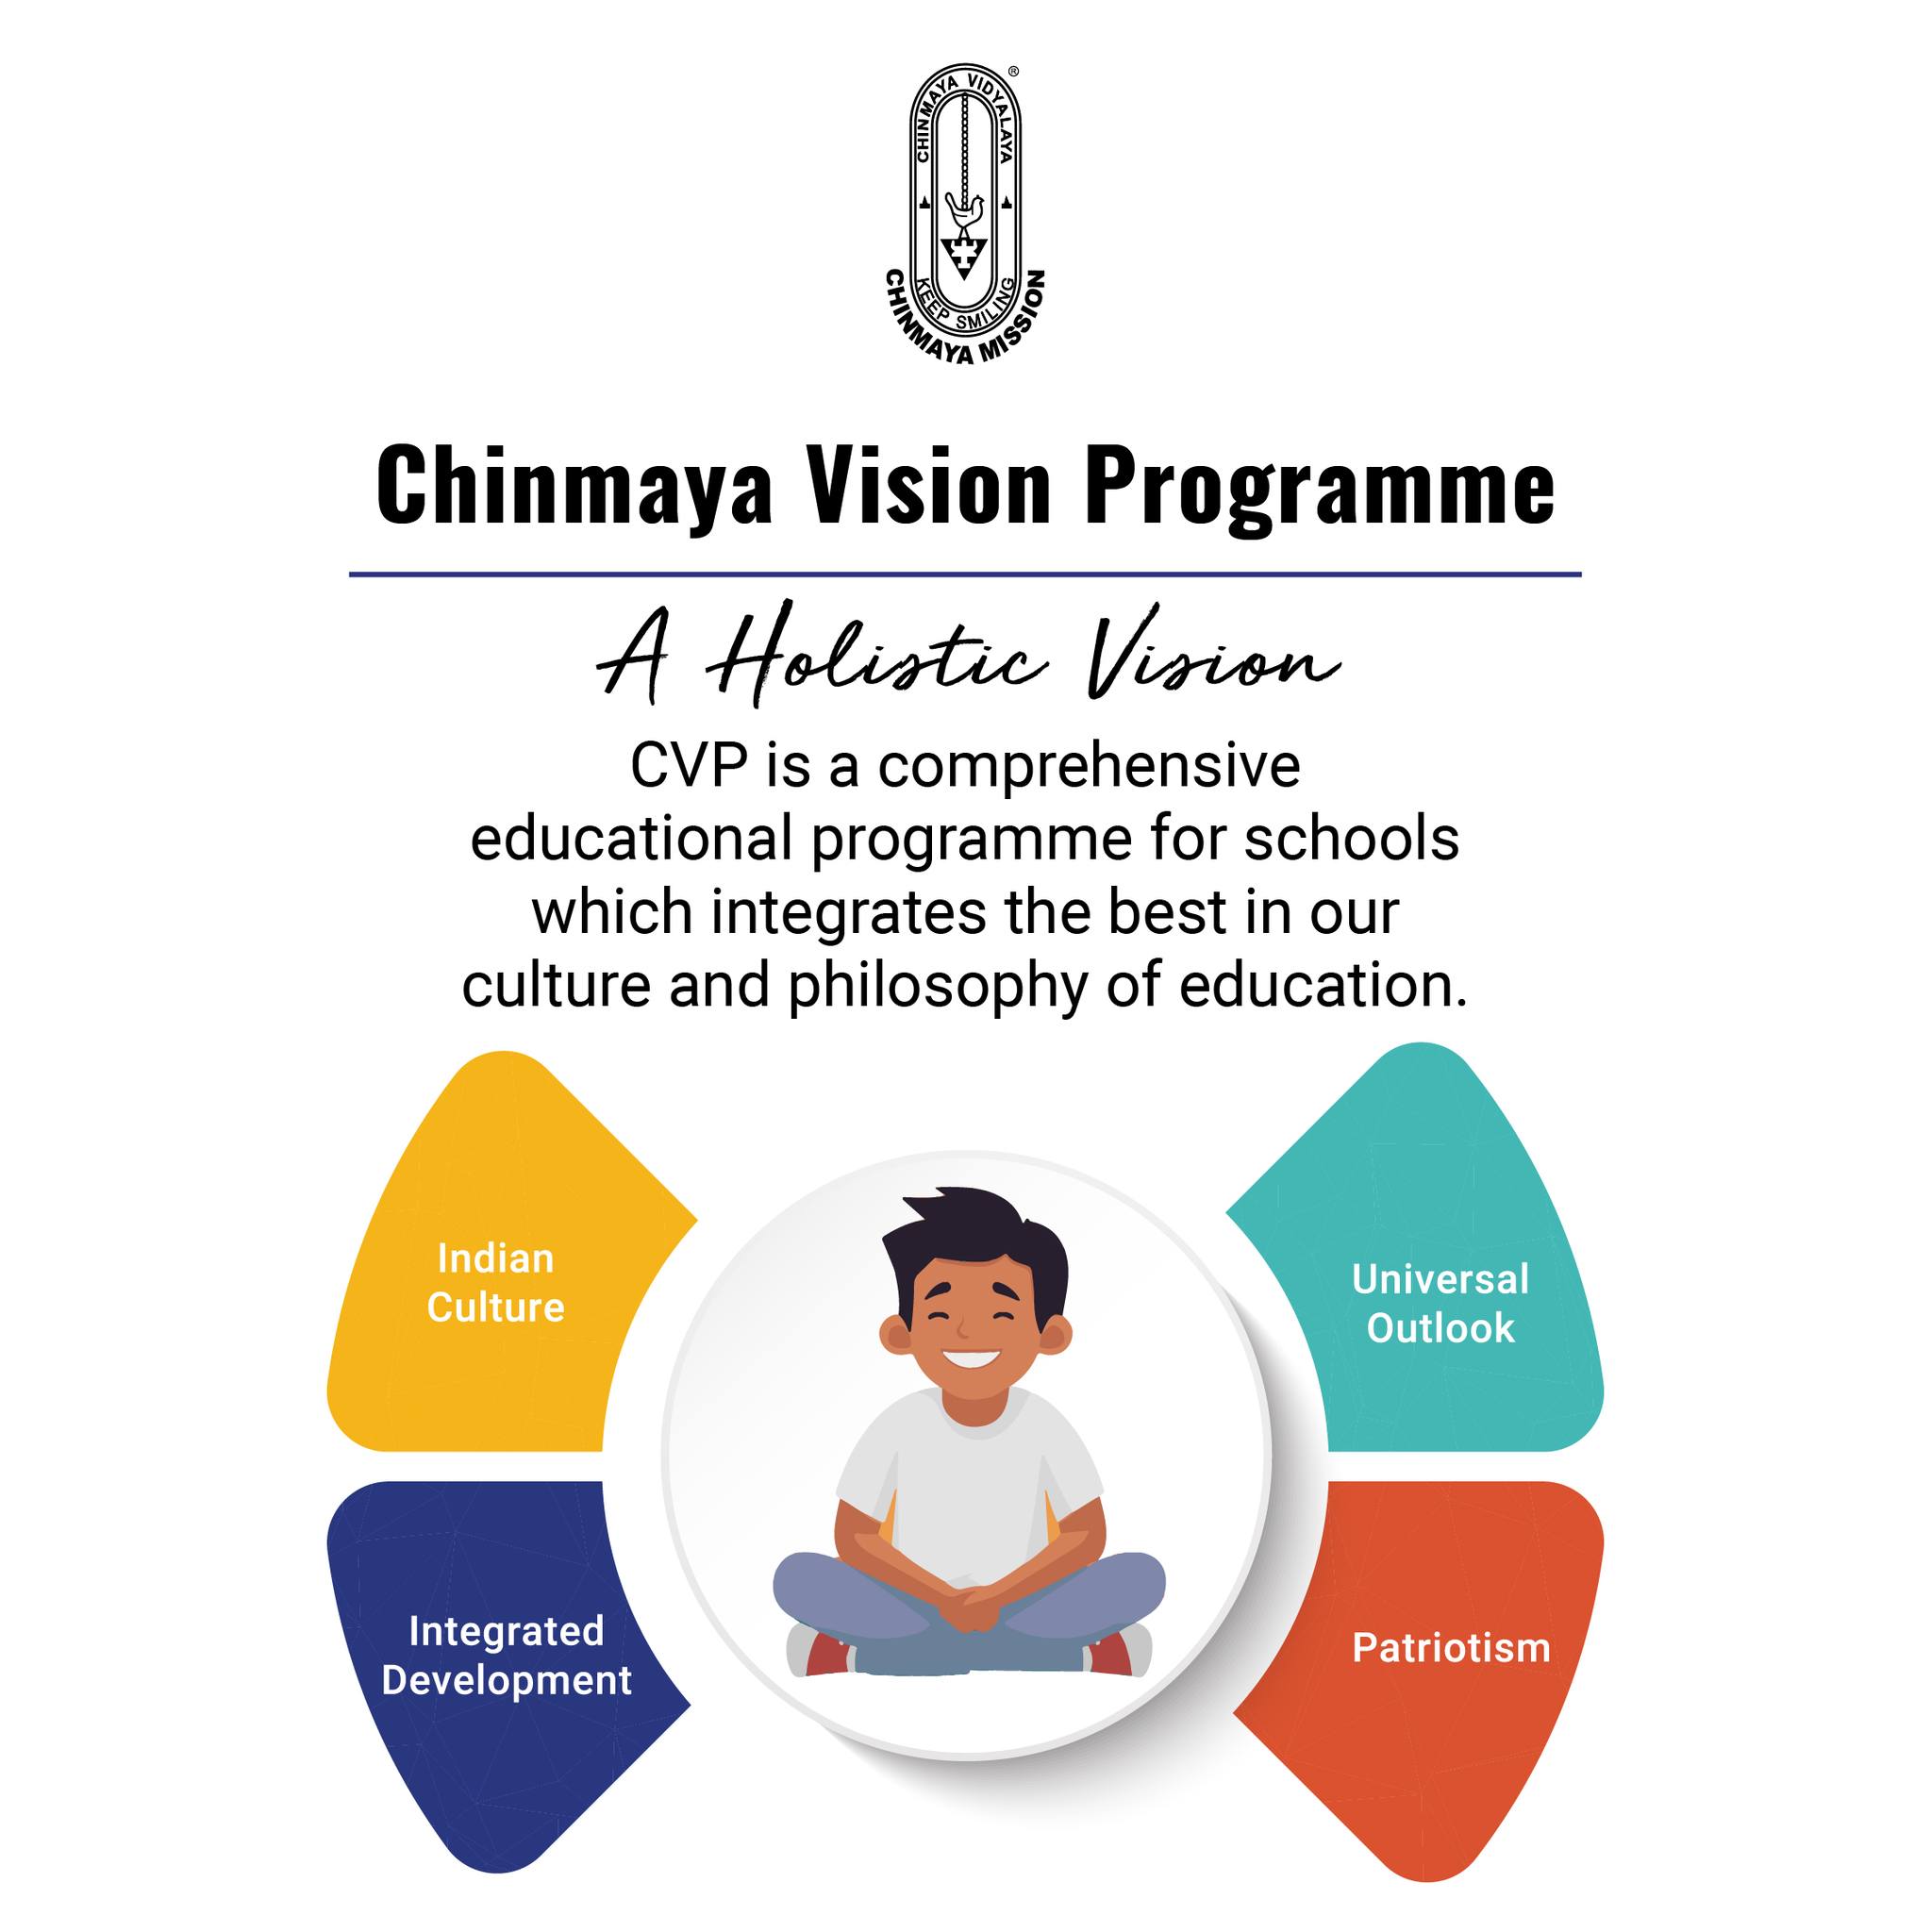 CHINMAYA VIDYALAYA
®
KEEP SMILING
CHINMAYA MISSION
Chinmaya Vision Programme
A Holistic Vision
CVP is a comprehensive
educational programme for schools
which integrates the best in our
culture and philosophy of education.
Indian
Culture
Universal
Outlook
Integrated
Development
Patriotism